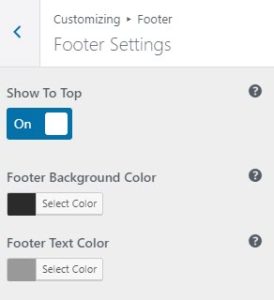 Customizing ▸ Footer
Footer Settings
Show To Top
On
Footer Background Color
Select Color
Footer Text Color
Select Color